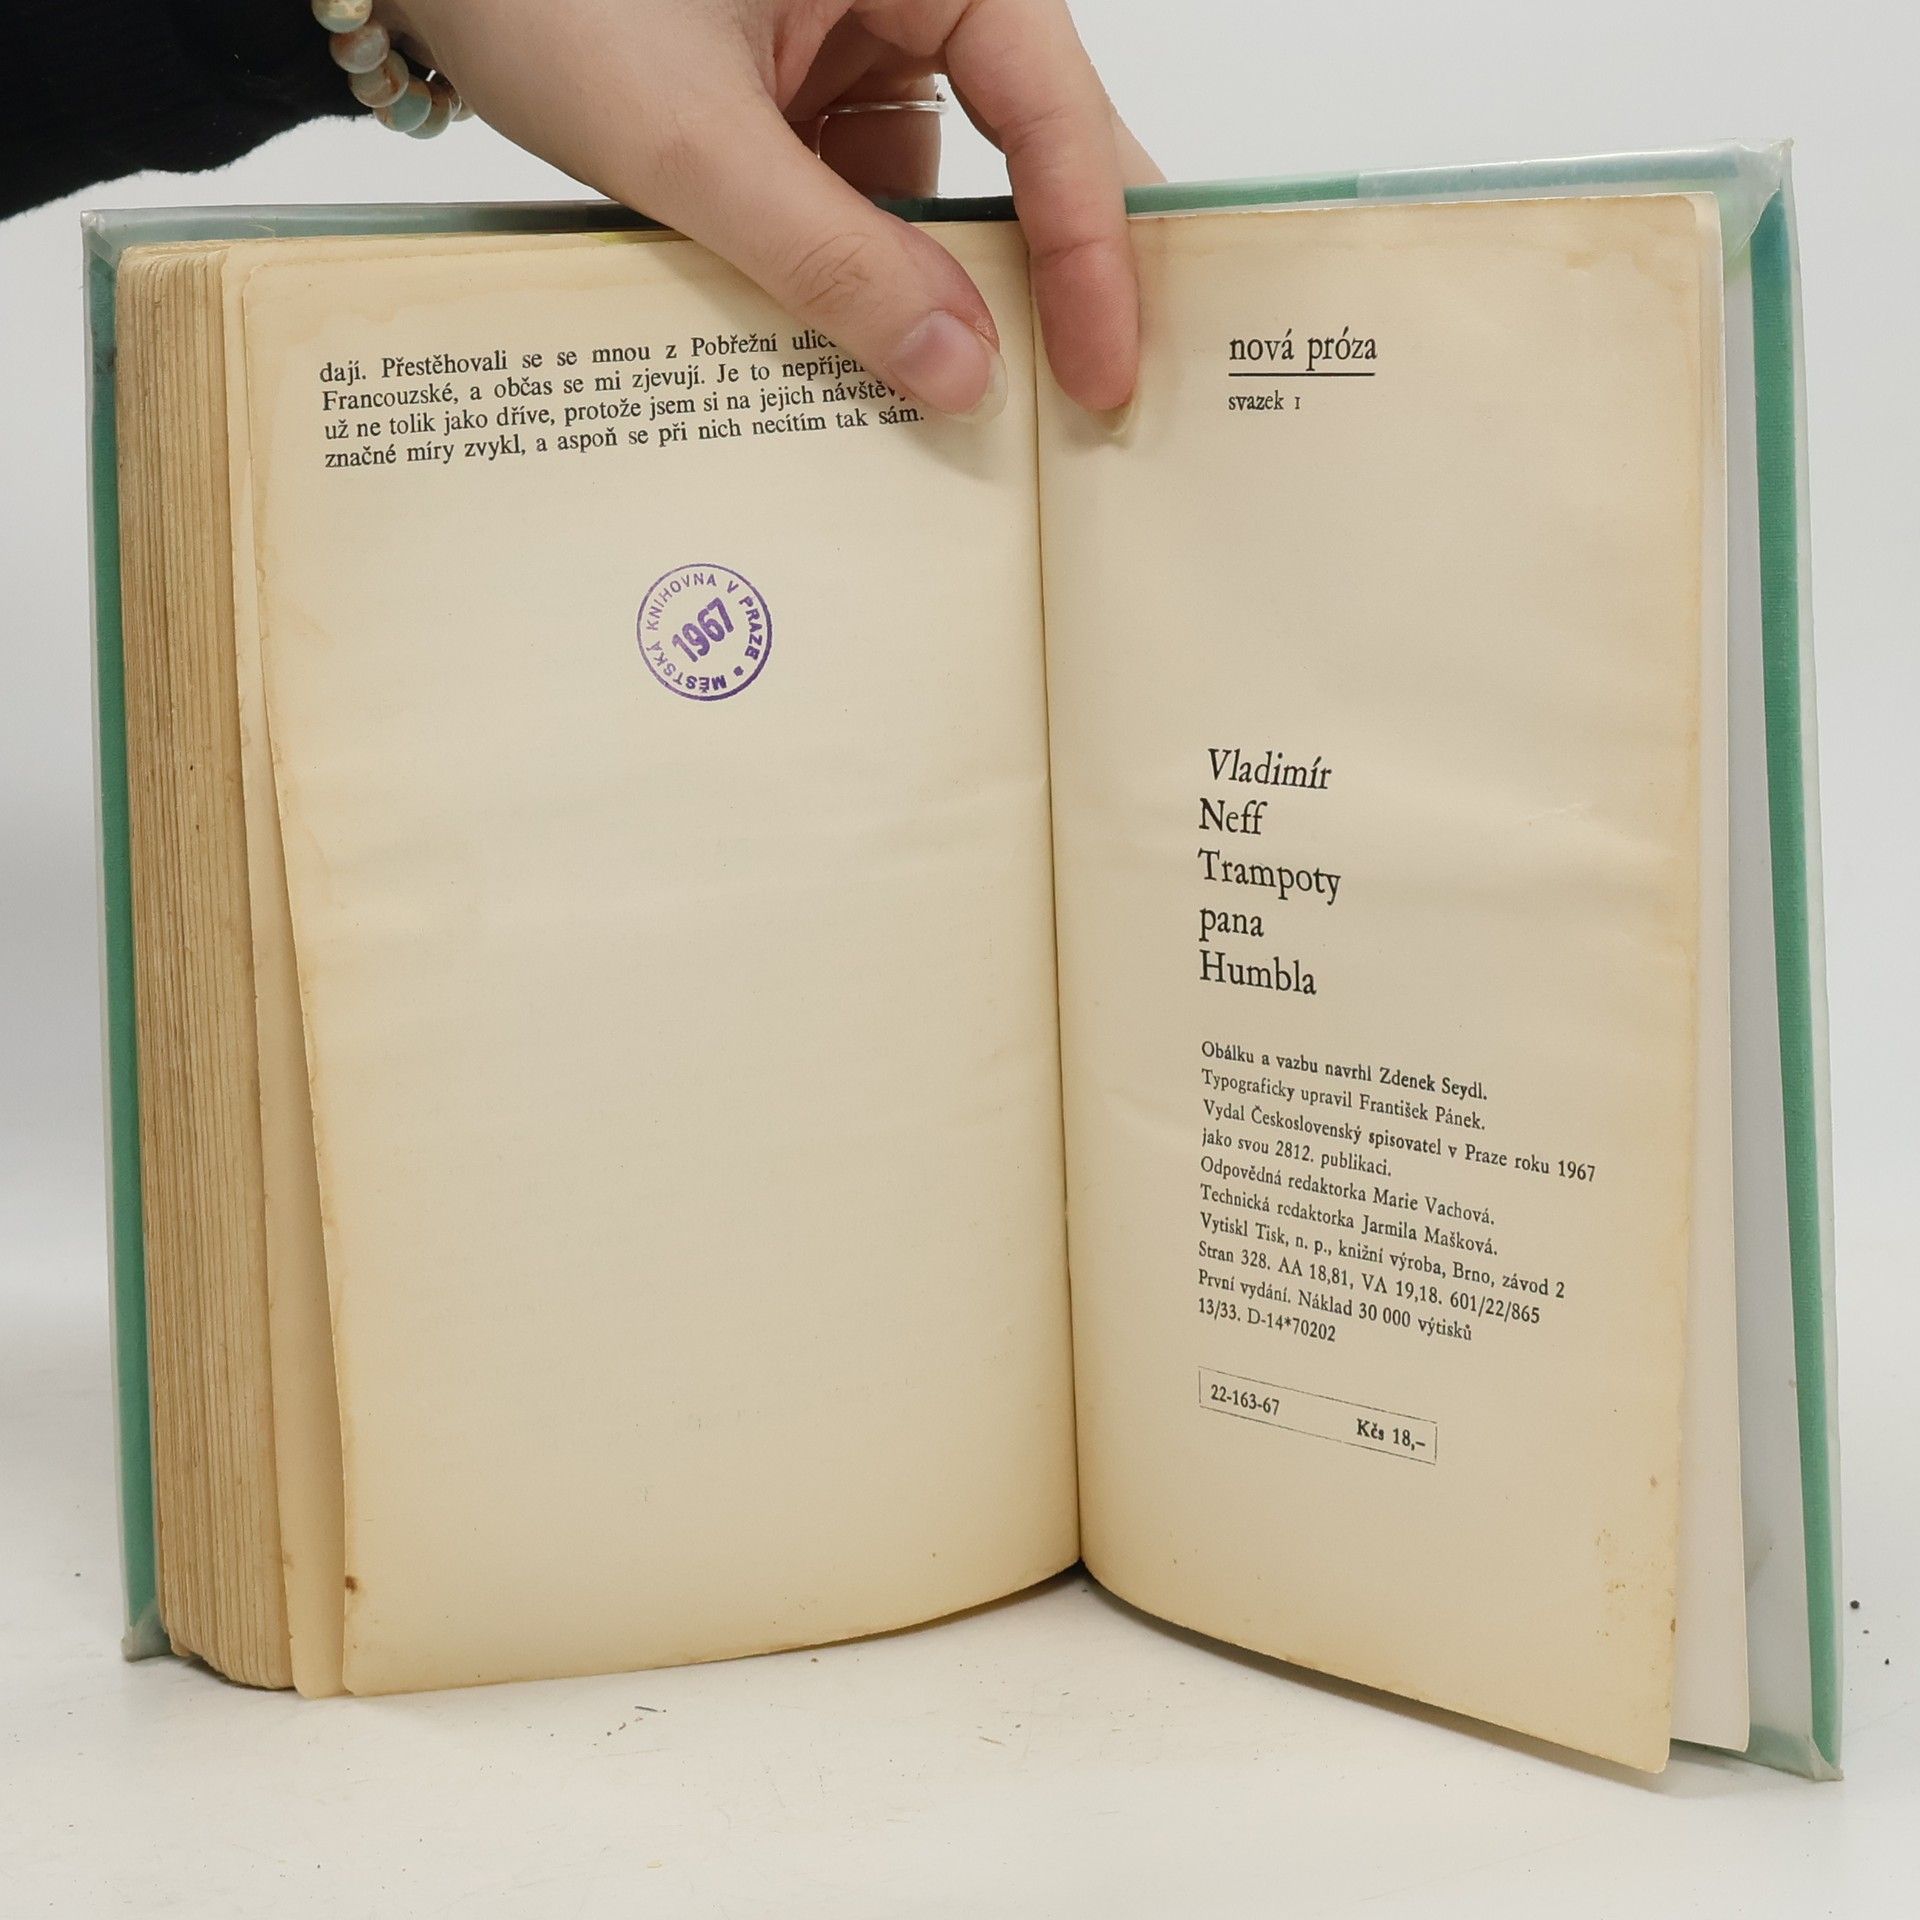 dají. Přestěhovali se se mnou z Pobřežní
Francouzské, a občas se mi zjevují. Je to
už ne tolik jako dříve, protože jsem si na jejich
značné míry zvykl, a aspoň se při nich necítím tak sám.
MĚSTSKÁ KNIHOVNA V PRAZE
1967
nová próza
svazek 1
Vladimír
Neff
Trampoty
pana
Humbla
Obálku a vazbu navrhl Zdenek Seydl.
Typograficky upravil František Pánek.
Vydal Československý spisovatel v Praze roku 1967
jako svou 2812. publikaci.
Odpovědná redaktorka Marie Vachová.
Technická redaktorka Jarmila Mašková.
Vytiskl Tisk, n. p., knižní výroba, Brno, závod 2
Stran 328. AA 18,81, VA 19,18. 601/22/865
První vydání. Náklad 30 000 výtisků
13/33. D-14*70202
22-163-67 Kčs 18,–